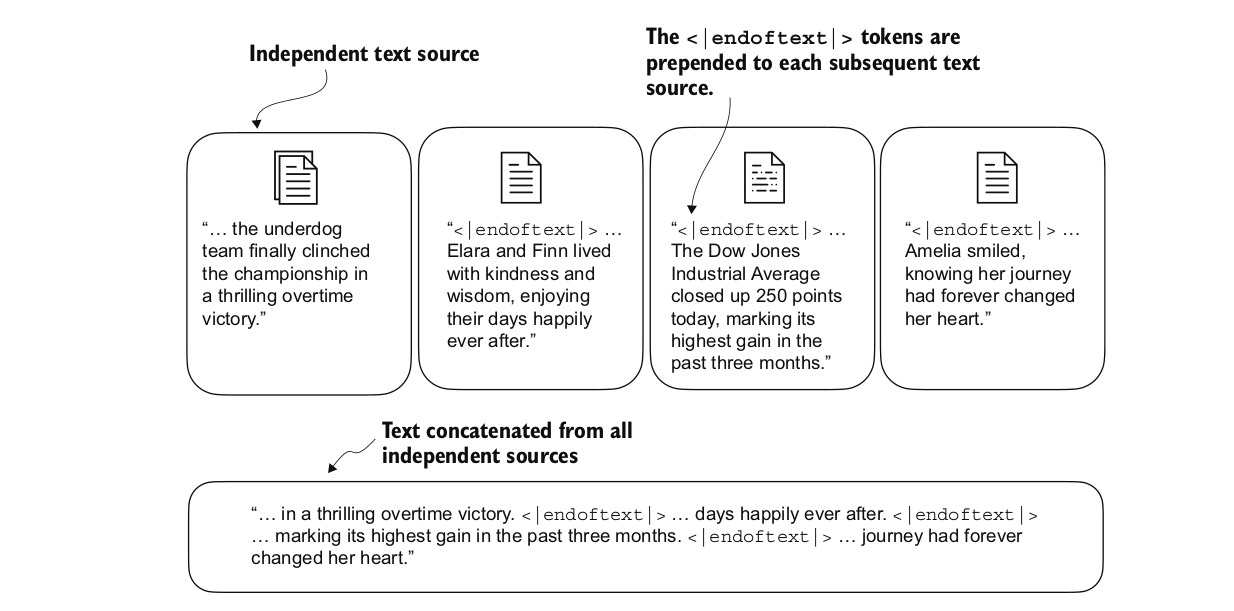 Independent text source
The <|endoftext|> tokens are
prepended to each subsequent text
source.
“… the underdog
team finally clinched
the championship in
a thrilling overtime
victory.”
“<|endoftext|> …
Elara and Finn lived
with kindness and
wisdom, enjoying
their days happily
ever after.”
“<|endoftext|> …
The Dow Jones
Industrial Average
closed up 250 points
today, marking its
highest gain in the
past three months.”
“<|endoftext|> …
Amelia smiled,
knowing her journey
had forever changed
her heart.”
Text concatenated from all
independent sources
“… in a thrilling overtime victory. <|endoftext|> … days happily ever after. <|endoftext|>
… marking its highest gain in the past three months. <|endoftext|> … journey had forever
changed her heart.”